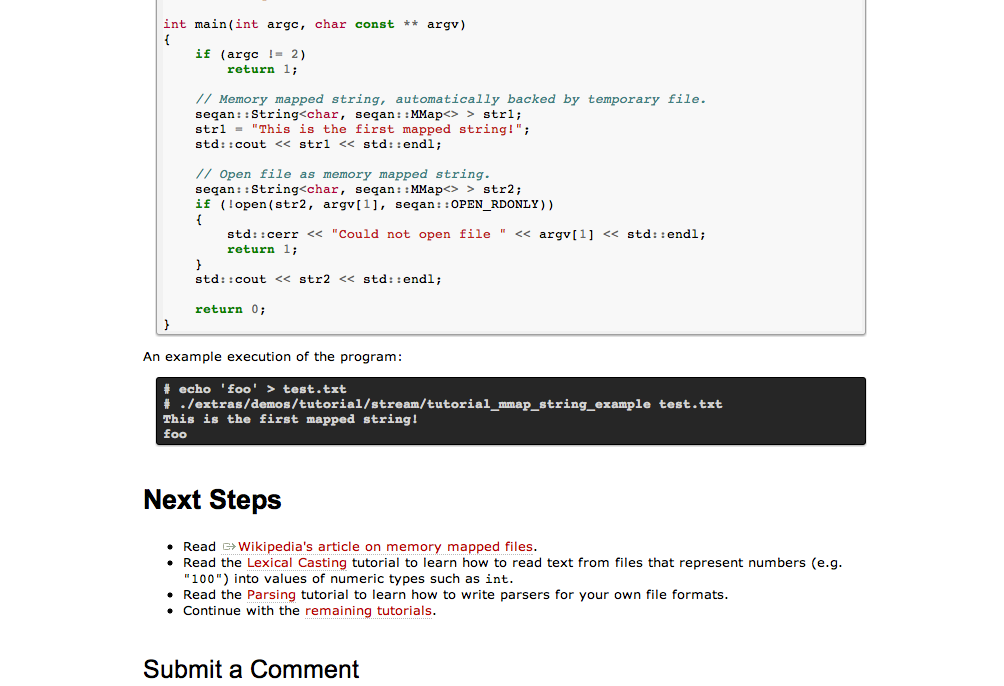 int main(int argc, char const ** argv)
{
    if (argc != 2)
        return 1;

    // Memory mapped string, automatically backed by temporary file.
    seqan::String<char, seqan::MMap<> > str1;
    str1 = "This is the first mapped string!";
    std::cout << str1 << std::endl;

    // Open file as memory mapped string.
    seqan::String<char, seqan::MMap<> > str2;
    if (!open(str2, argv[1], seqan::OPEN_RDONLY))
    {
        std::cerr << "Could not open file " << argv[1] << std::endl;
        return 1;
    }
    std::cout << str2 << std::endl;

    return 0;
}
An example execution of the program:
# echo 'foo' > test.txt
# ./extras/demos/tutorial/stream/tutorial_mmap_string_example test.txt
This is the first mapped string!
foo
Next Steps
• Read Wikipedia's article on memory mapped files.
• Read the Lexical Casting tutorial to learn how to read text from files that represent numbers (e.g.
"100") into values of numeric types such as int.
• Read the Parsing tutorial to learn how to write parsers for your own file formats.
• Continue with the remaining tutorials.
Submit a Comment